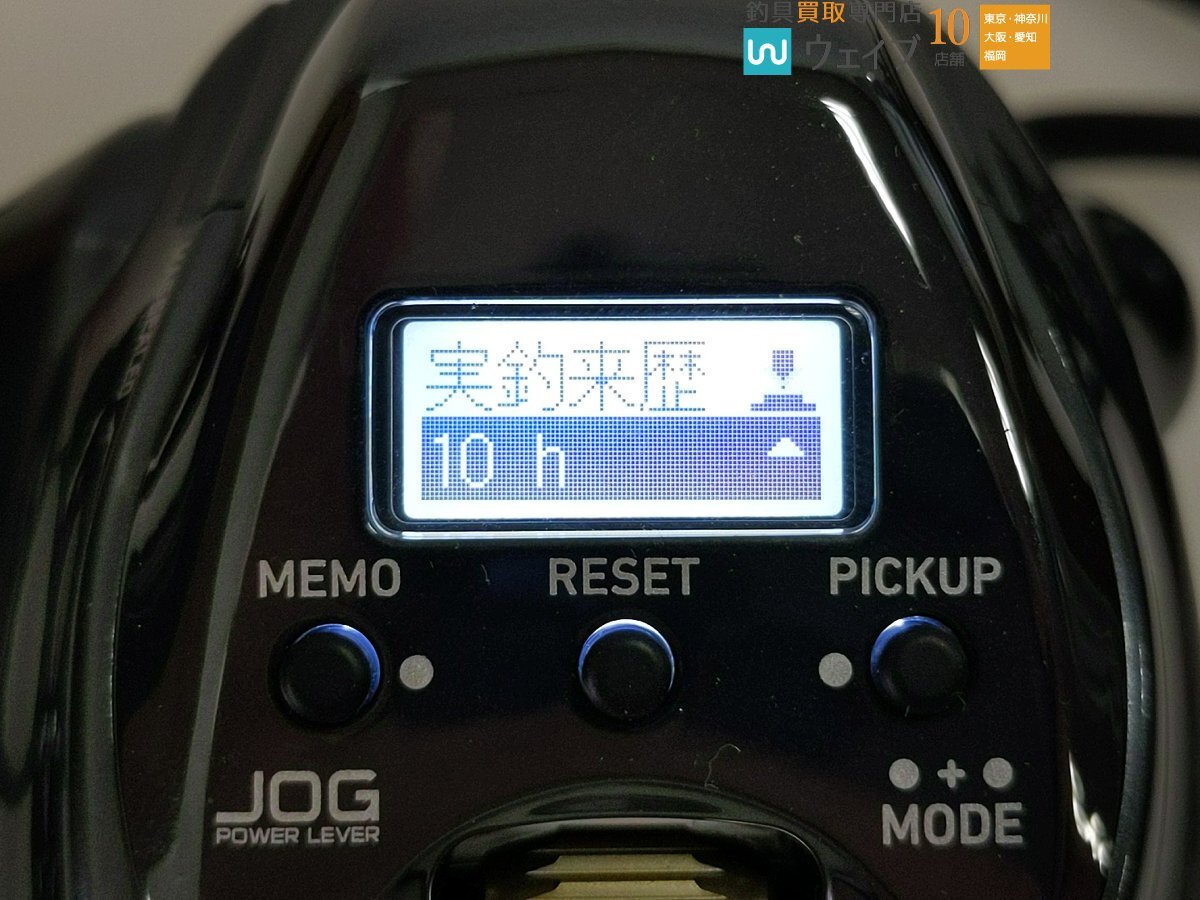 釣具買取専門店
ウェイブ
10
店舗
東京・神奈川
大阪・愛知
福岡
実釣来歴
10 h
MEMO
RESET
PICKUP
JOG
POWER LEVER
+
MODE